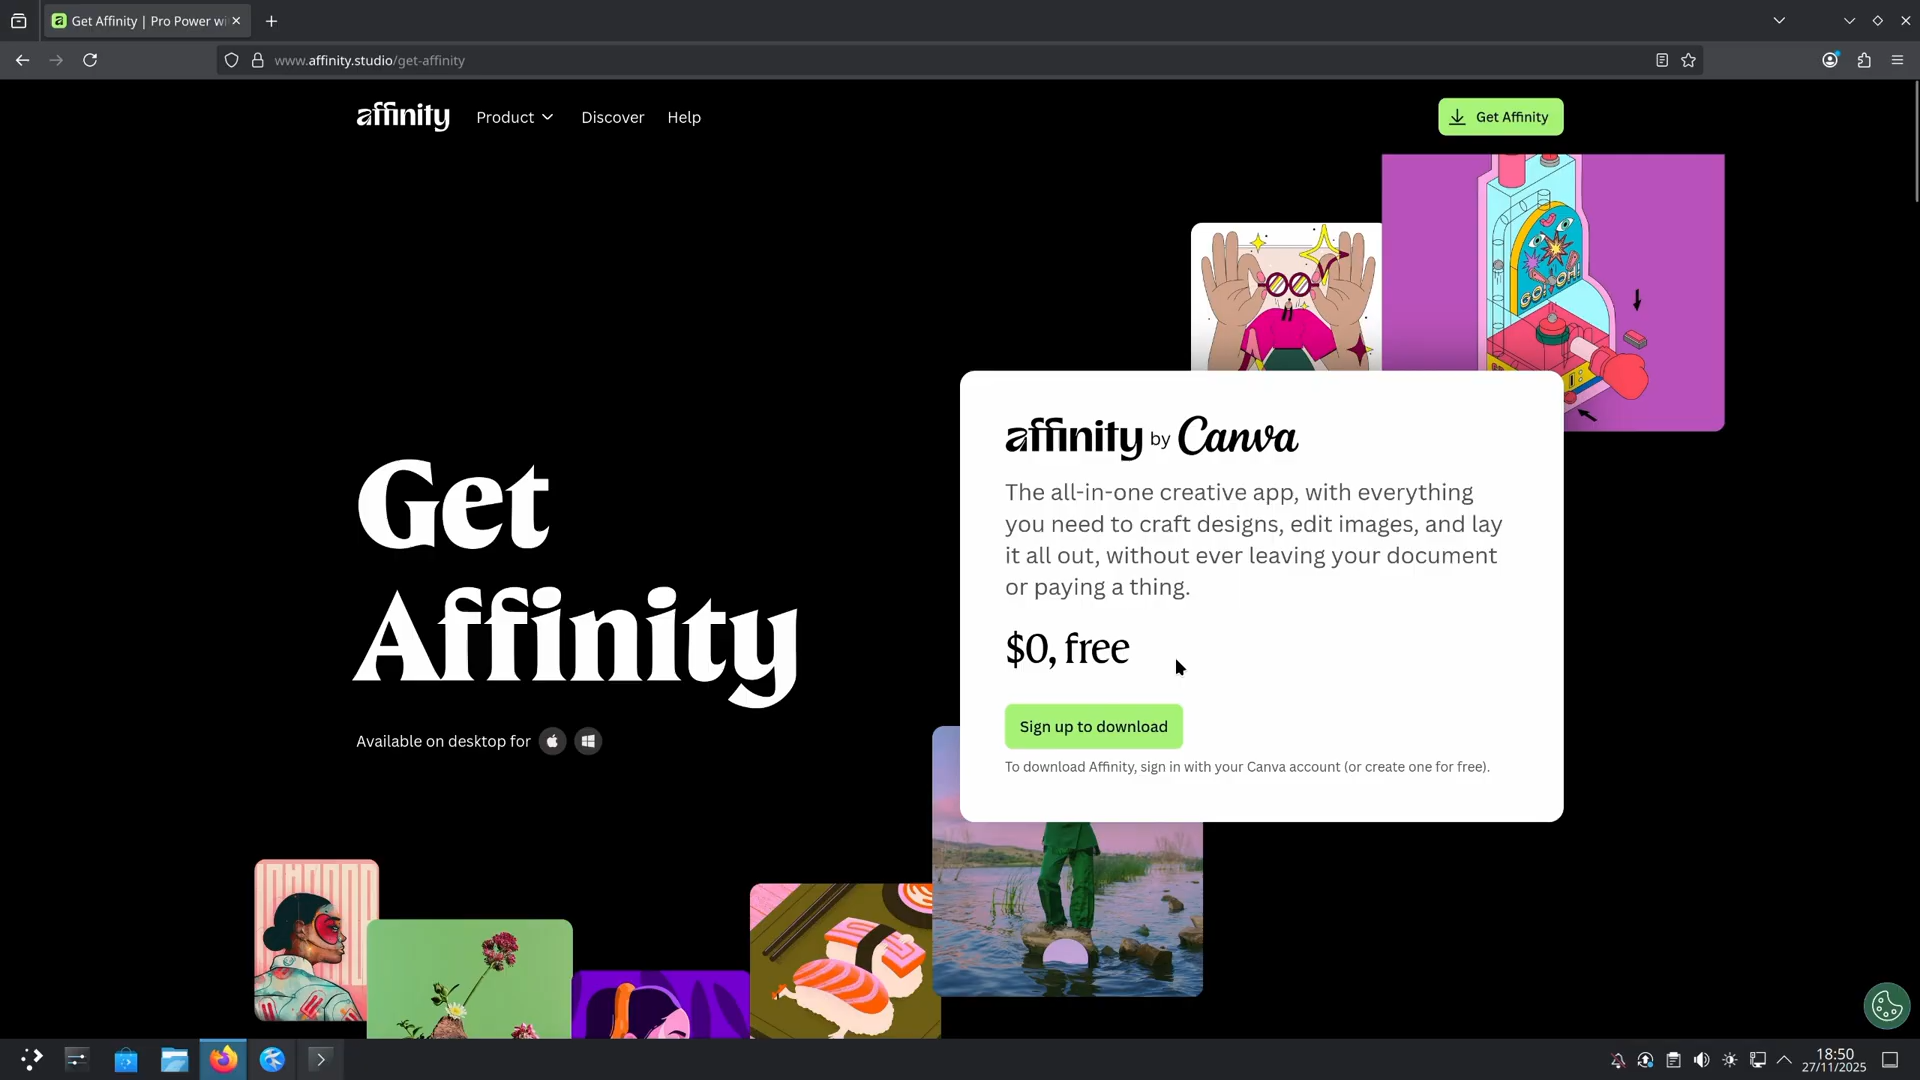 Get Affinity | Pro Power wi
www.affinity.studio/get-affinity
affinity
Product
Discover
Help
Get Affinity
GO! OH!
affinity by Canva
The all-in-one creative app, with everything
you need to craft designs, edit images, and lay
it all out, without ever leaving your document
or paying a thing.
$0, free
Sign up to download
To download Affinity, sign in with your Canva account (or create one for free).
Get
Affinity
Available on desktop for
18:50
27/11/2025